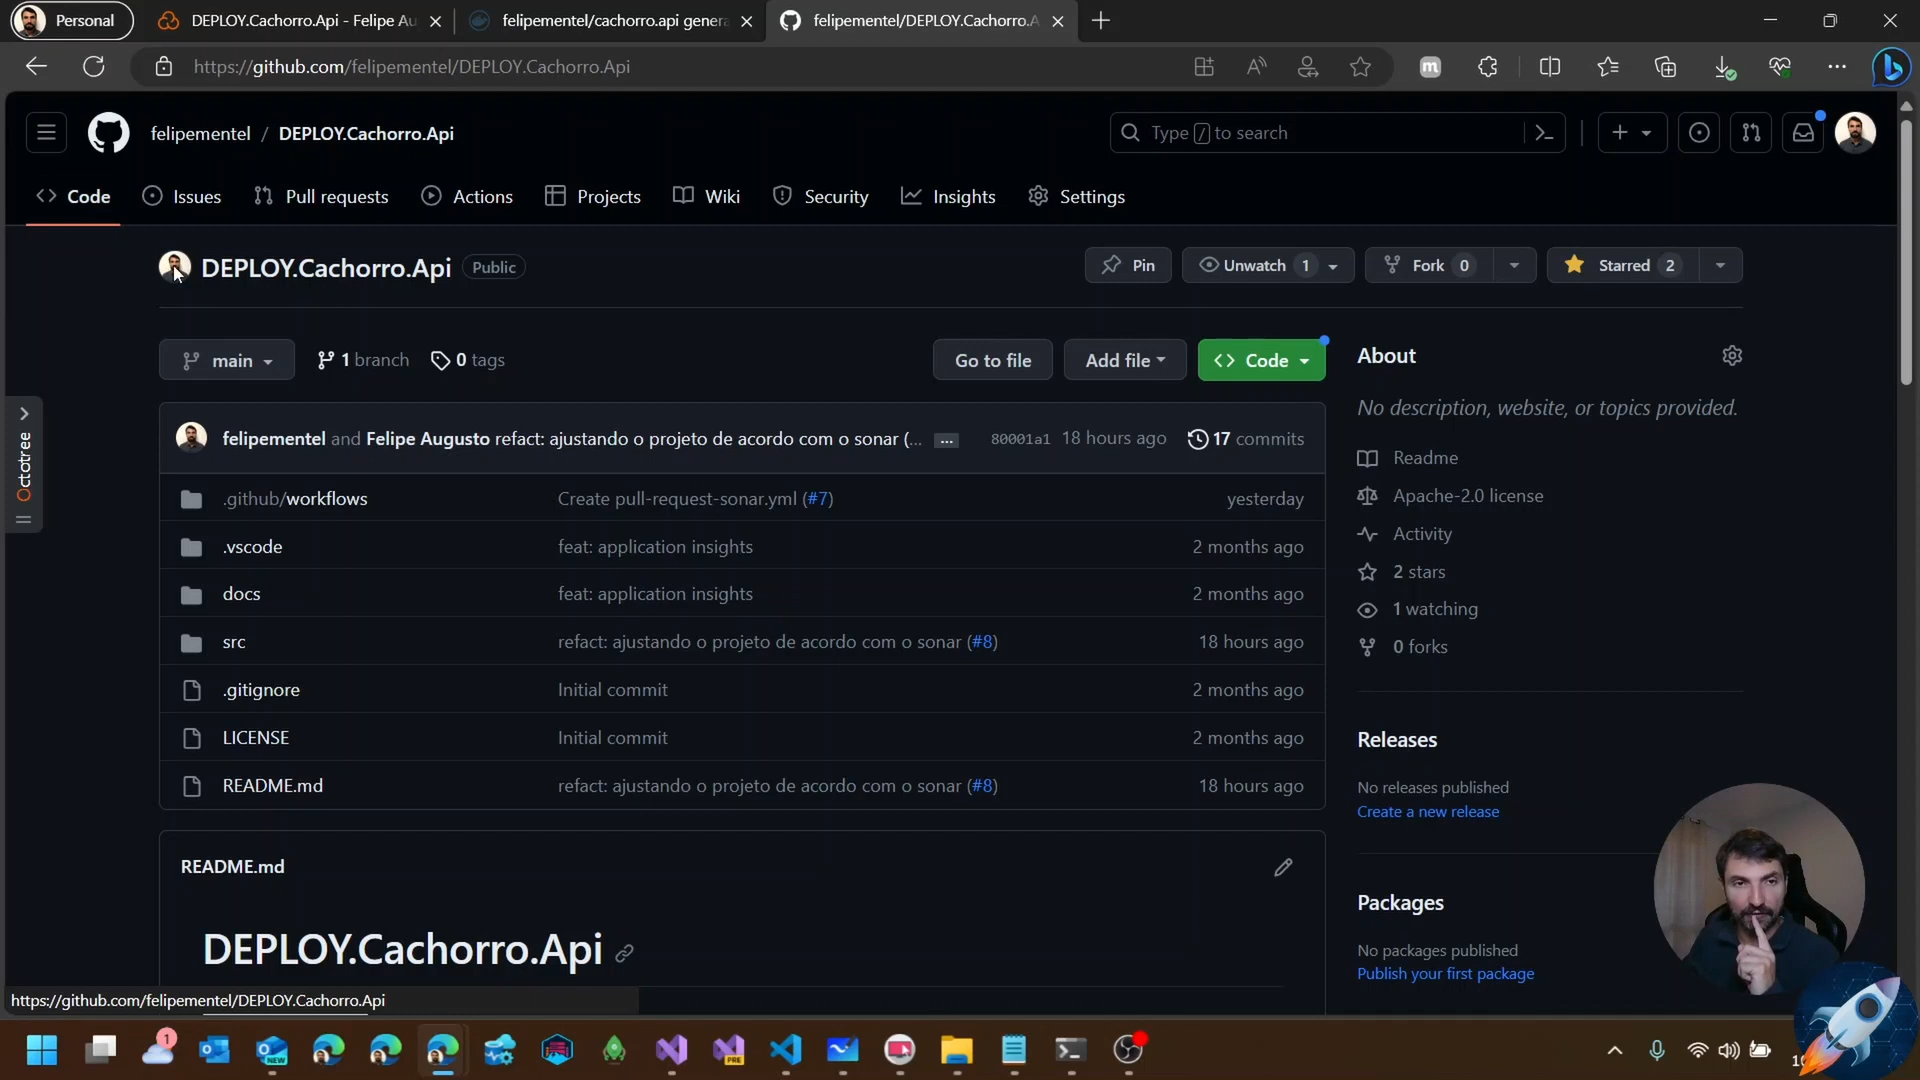 Personal
DEPLOY.Cachorro.Api - Felipe Au
felipementel/cachorro.api genera
felipementel/DEPLOY.Cachorro.A
https://github.com/felipementel/DEPLOY.Cachorro.Api
felipementel / DEPLOY.Cachorro.Api
Type / to search
Code
Issues
Pull requests
Actions
Projects
Wiki
Security
Insights
Settings
DEPLOY.Cachorro.Api
Public
Pin
Unwatch 1
Fork 0
Starred 2
main
1 branch
0 tags
Go to file
Add file
Code
felipementel and Felipe Augusto refact: ajustando o projeto de acordo com o sonar (...
80001a1 18 hours ago
17 commits
.github/workflows
Create pull-request-sonar.yml (#7)
yesterday
.vscode
feat: application insights
2 months ago
docs
feat: application insights
2 months ago
src
refact: ajustando o projeto de acordo com o sonar (#8)
18 hours ago
.gitignore
Initial commit
2 months ago
LICENSE
Initial commit
2 months ago
README.md
refact: ajustando o projeto de acordo com o sonar (#8)
18 hours ago
README.md
DEPLOY.Cachorro.Api
About
No description, website, or topics provided.
Readme
Apache-2.0 license
Activity
2 stars
1 watching
0 forks
Releases
No releases published
Create a new release
Packages
No packages published
Publish your first package
Octotree
https://github.com/felipementel/DEPLOY.Cachorro.Api
1
NEW
PRE